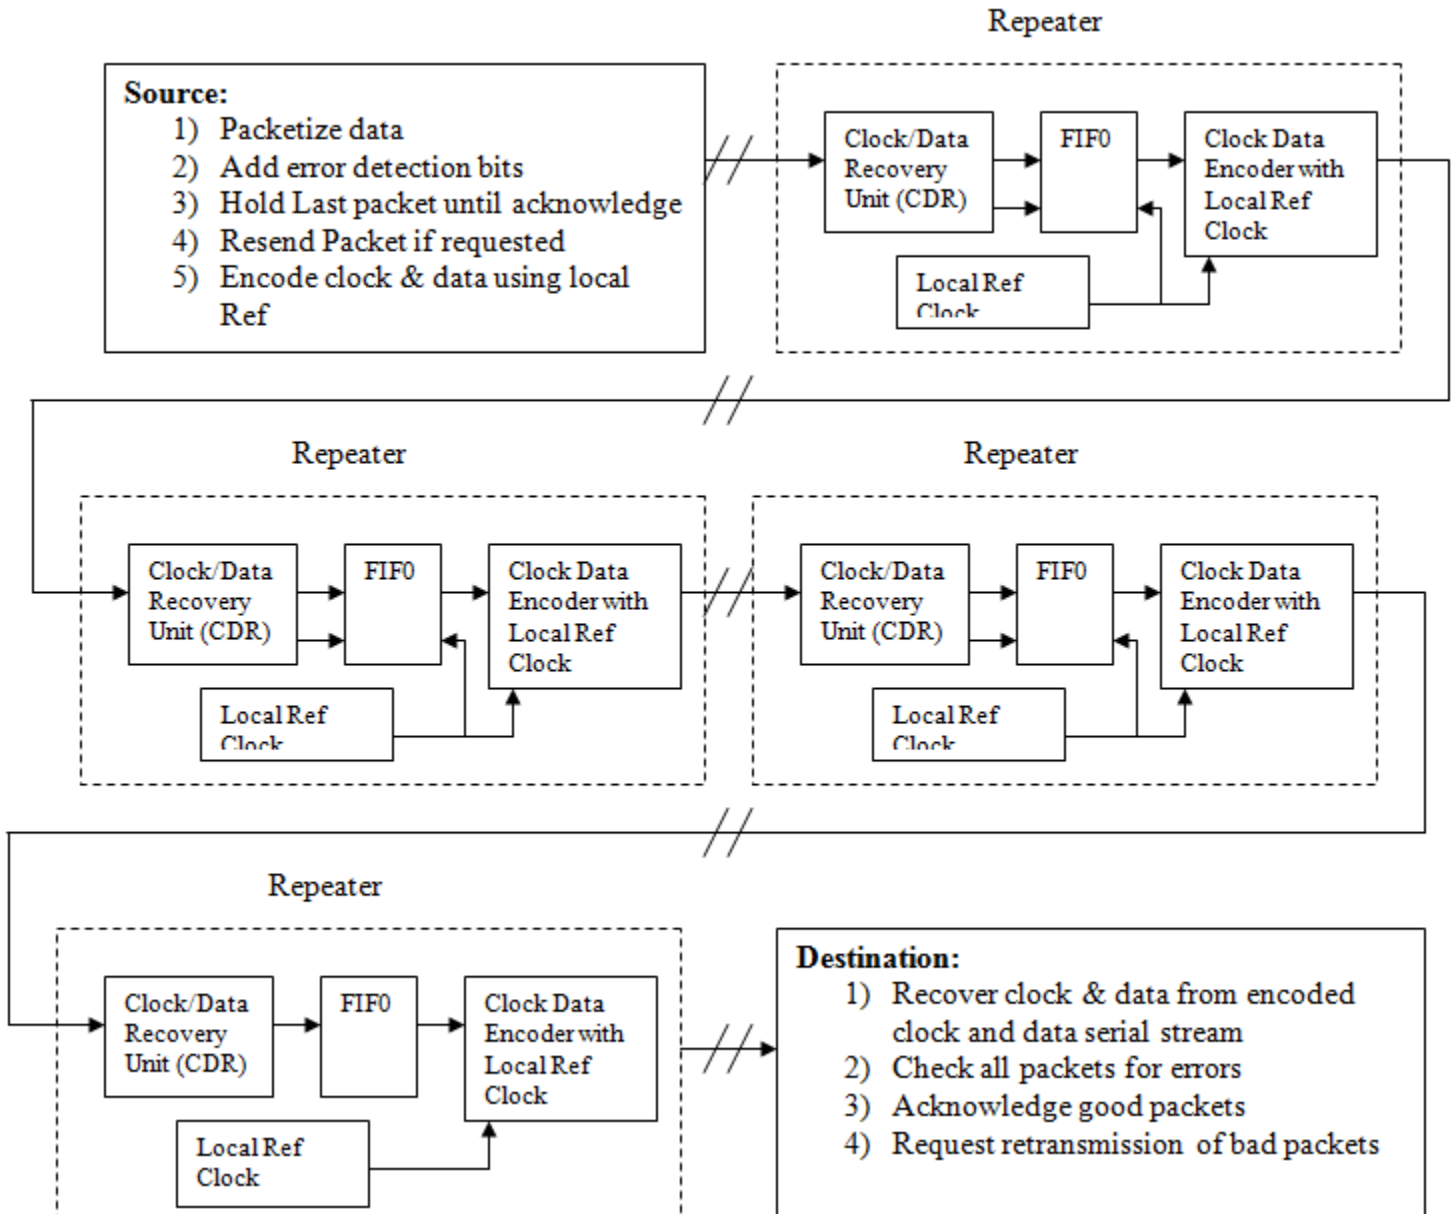 Repeater
Source:
1) Packetize data
2) Add error detection bits
3) Hold Last packet until acknowledge
4) Resend Packet if requested
5) Encode clock & data using local
Ref
Clock/Data
Recovery
Unit (CDR)
FIF0
Clock Data
Encoder with
Local Ref
Clock
Local Ref
Clock
Repeater
Repeater
Clock/Data
Recovery
Unit (CDR)
FIF0
Clock Data
Encoder with
Local Ref
Clock
Local Ref
Clock
Clock/Data
Recovery
Unit (CDR)
FIF0
Clock Data
Encoder with
Local Ref
Clock
Local Ref
Clock
Repeater
Clock/Data
Recovery
Unit (CDR)
FIF0
Clock Data
Encoder with
Local Ref
Clock
Local Ref
Clock
Destination:
1) Recover clock & data from encoded
clock and data serial stream
2) Check all packets for errors
3) Acknowledge good packets
4) Request retransmission of bad packets